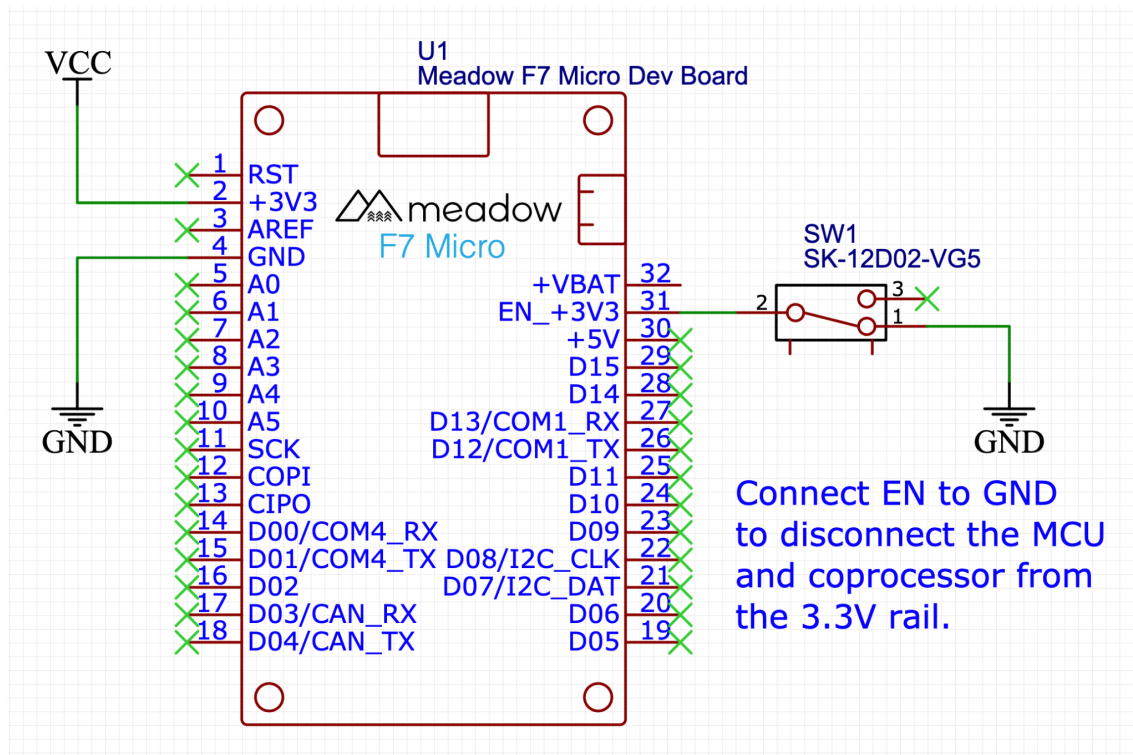 VCC
U1
Meadow F7 Micro Dev Board
1 RST
2 +3V3
3 AREF
4 GND
5 A0
6 A1
7 A2
8 A3
9 A4
10 A5
11 SCK
12 COPI
13 CIPO
14 D00/COM4_RX
15 D01/COM4_TX
16 D02
17 D03/CAN_RX
18 D04/CAN_TX
meadow
F7 Micro
+VBAT 32
EN_+3V3 31
+5V 30
D15 29
D14 28
D13/COM1_RX 27
D12/COM1_TX 26
D11 25
D10 24
D09 23
D08/I2C_CLK 22
D07/I2C_DAT 21
D06 20
D05 19
GND
SW1
SK-12D02-VG5
2
3
1
GND
Connect EN to GND
to disconnect the MCU
and coprocessor from
the 3.3V rail.